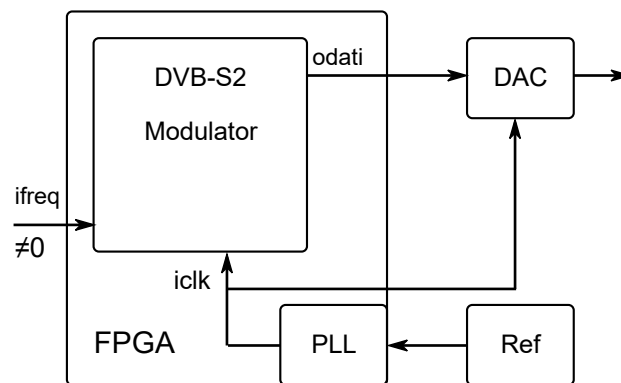 odati
DVB-S2
Modulator
DAC
ifreq
≠0
iclk
FPGA
PLL
Ref